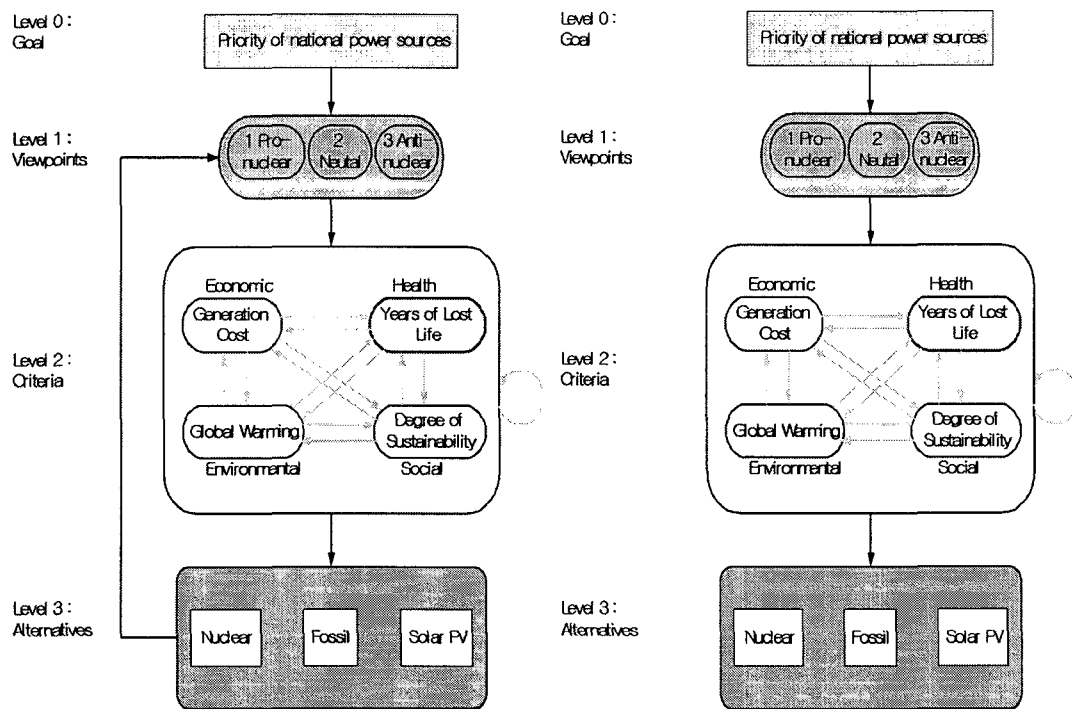 Level 0 :
Goal
Priority of national power sources
Level 1 :
Viewpoints
1 Pro-
nuclear
2
Neutal
3 Anti-
nuclear
Level 2 :
Criteria
Economic
Generation
Cost
Health
Years of Lost
Life
Global Warming
Environmental
Degree of
Sustainability
Social
Level 3 :
Alternatives
Nuclear
Fossil
Solar PV
Level 0 :
Goal
Priority of national power sources
Level 1 :
Viewpoints
1 Pro-
nuclear
2
Neutal
3 Anti-
nuclear
Level 2 :
Criteria
Economic
Generation
Cost
Health
Years of Lost
Life
Global Warming
Environmental
Degree of
Sustainability
Social
Level 3 :
Alternatives
Nuclear
Fossil
Solar PV